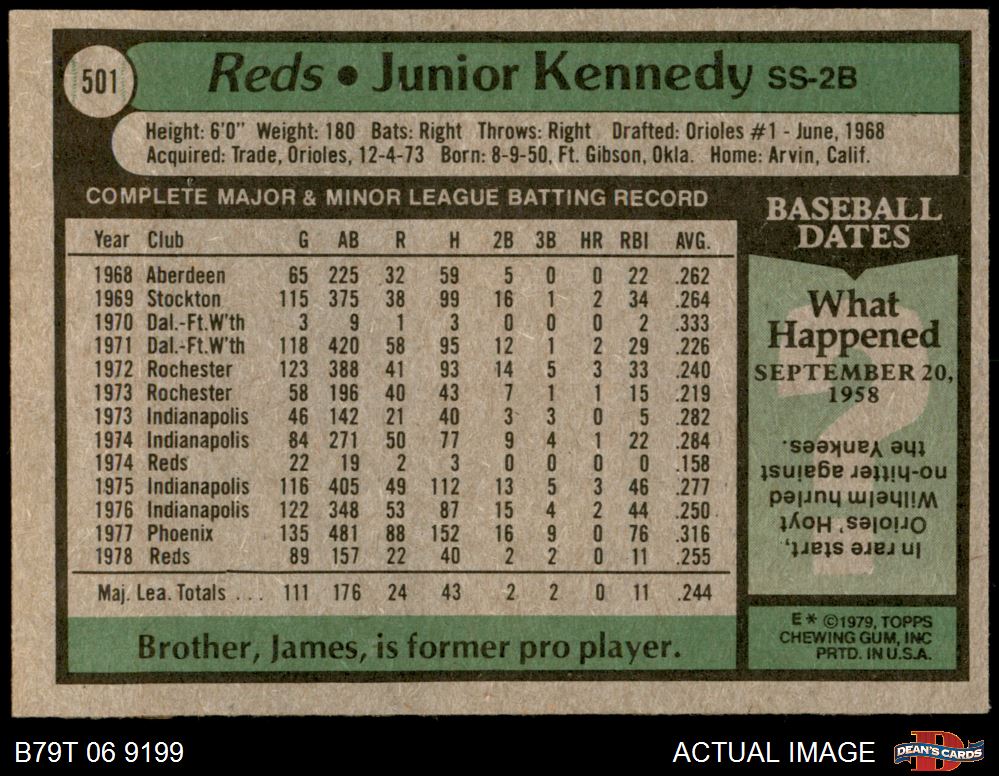 501
Reds • Junior Kennedy SS-2B
Height: 6'0" Weight: 180 Bats: Right Throws: Right Drafted: Orioles #1 - June, 1968
Acquired: Trade, Orioles, 12-4-73 Born: 8-9-50, Ft. Gibson, Okla. Home: Arvin, Calif.
COMPLETE MAJOR & MINOR LEAGUE BATTING RECORD
Year Club G AB R H 2B 3B HR RBI AVG.
1968 Aberdeen 65 225 32 59 5 0 0 22 .262
1969 Stockton 115 375 38 99 16 1 2 34 .264
1970 Dal.-Ft.W'th 3 9 1 3 0 0 0 2 .333
1971 Dal.-Ft.W'th 118 420 58 95 12 1 2 29 .226
1972 Rochester 123 388 41 93 14 5 3 33 .240
1973 Rochester 58 196 40 43 7 1 1 15 .219
1973 Indianapolis 46 142 21 40 3 3 0 5 .282
1974 Indianapolis 84 271 50 77 9 4 1 22 .284
1974 Reds 22 19 2 3 0 0 0 0 .158
1975 Indianapolis 116 405 49 112 13 5 3 46 .277
1976 Indianapolis 122 348 53 87 15 4 2 44 .250
1977 Phoenix 135 481 88 152 16 9 0 76 .316
1978 Reds 89 157 22 40 2 2 0 11 .255
Maj. Lea. Totals ... 111 176 24 43 2 2 0 11 .244
Brother, James, is former pro player.
BASEBALL
DATES
What
Happened
SEPTEMBER 20,
1958
In rare start,
Orioles' Hoyt
Wilhelm hurled
no-hitter against
the Yankees.
E * ©1979, TOPPS
CHEWING GUM, INC
PRTD. IN U.S.A.
B79T 06 9199
ACTUAL IMAGE
DEAN'S CARDS